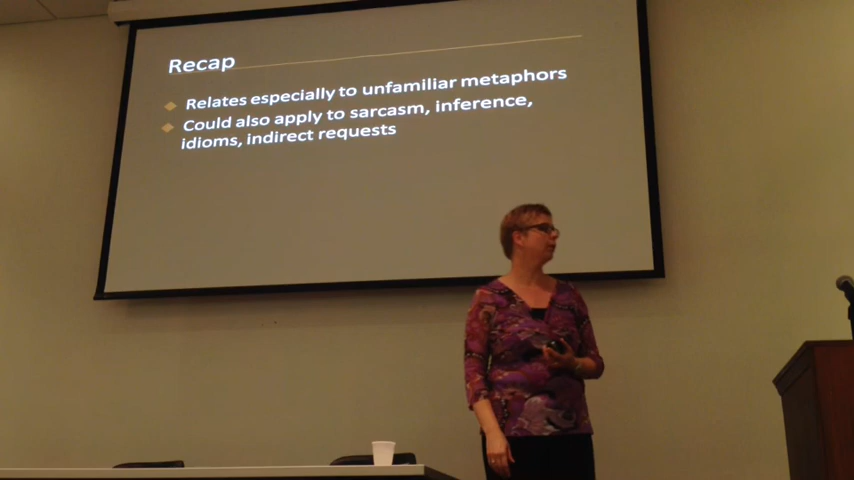 Recap
Relates especially to unfamiliar metaphors
Could also apply to sarcasm, inference,
idioms, indirect requests